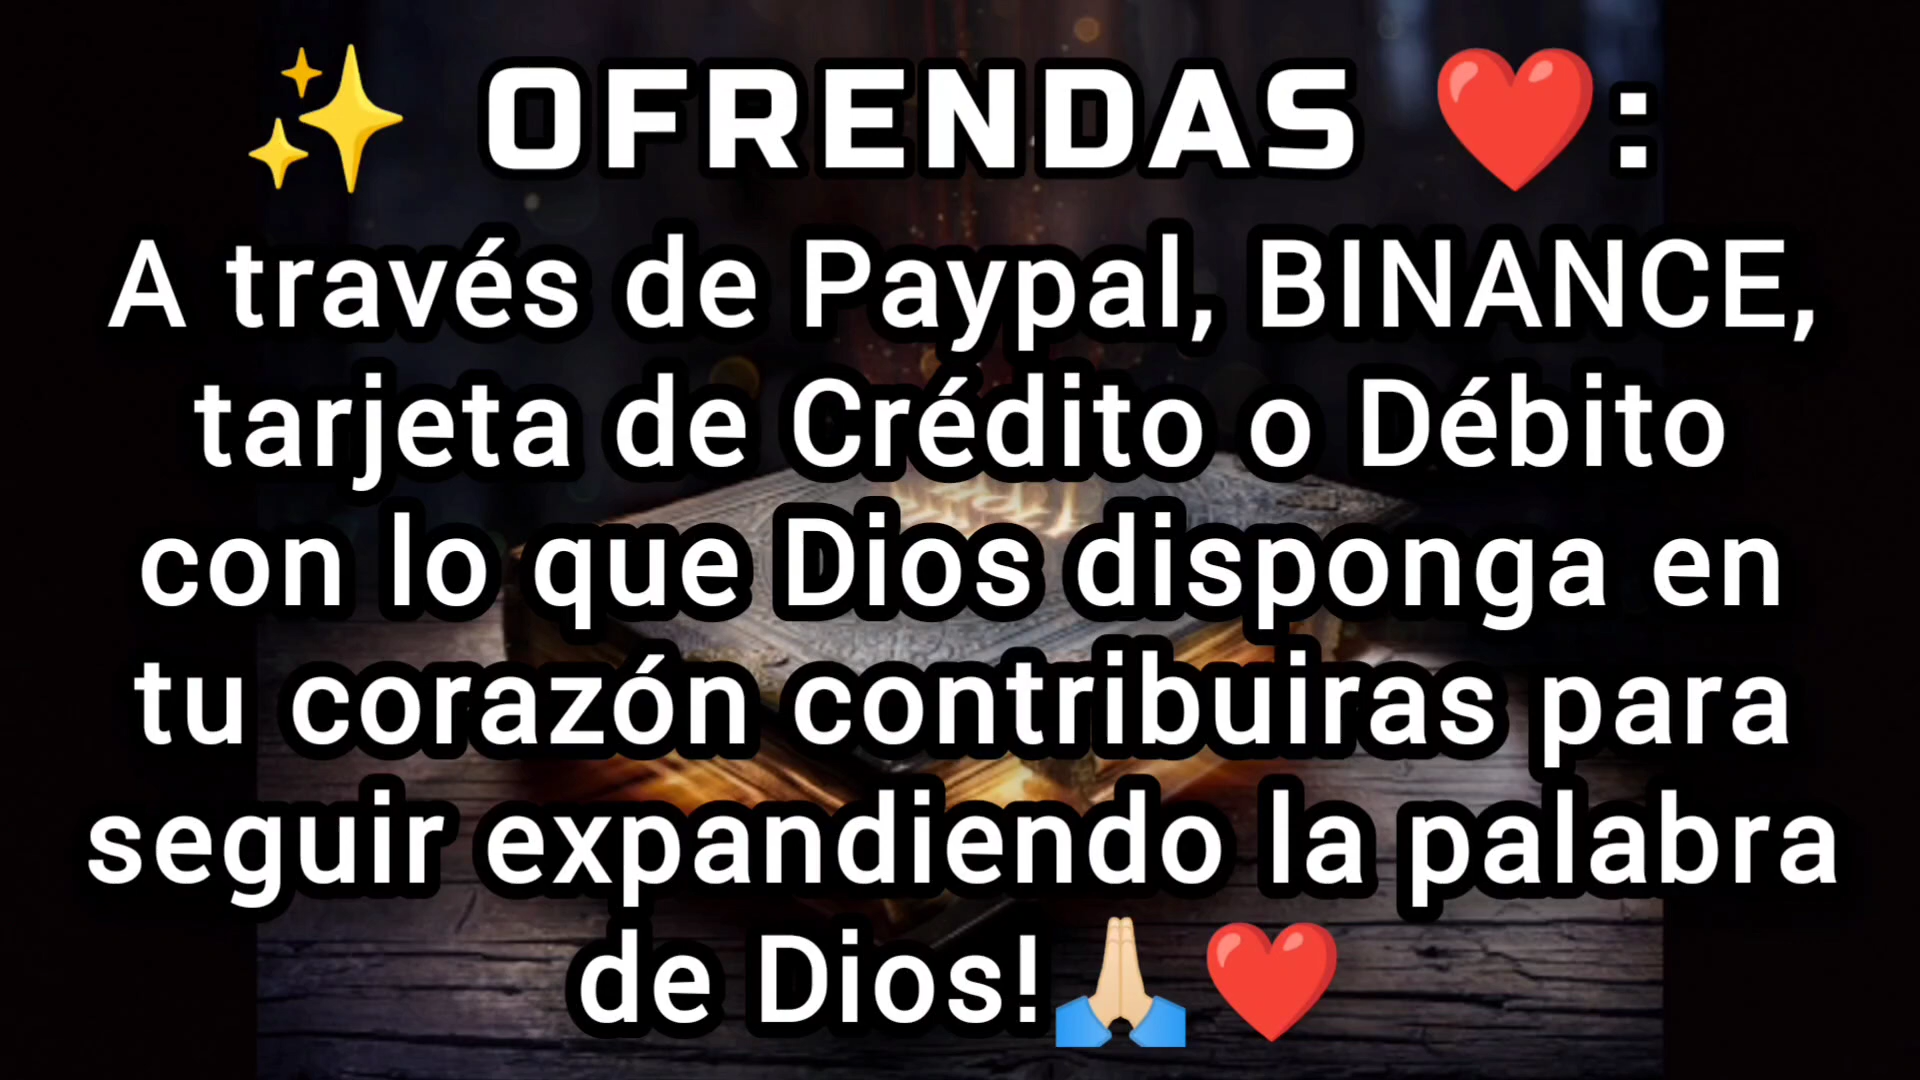 ✨ OFRENDAS ❤️:
A través de Paypal, BINANCE,
tarjeta de Crédito o Débito
con lo que Dios disponga en
tu corazón contribuiras para
seguir expandiendo la palabra
de Dios!🙏🏻❤️